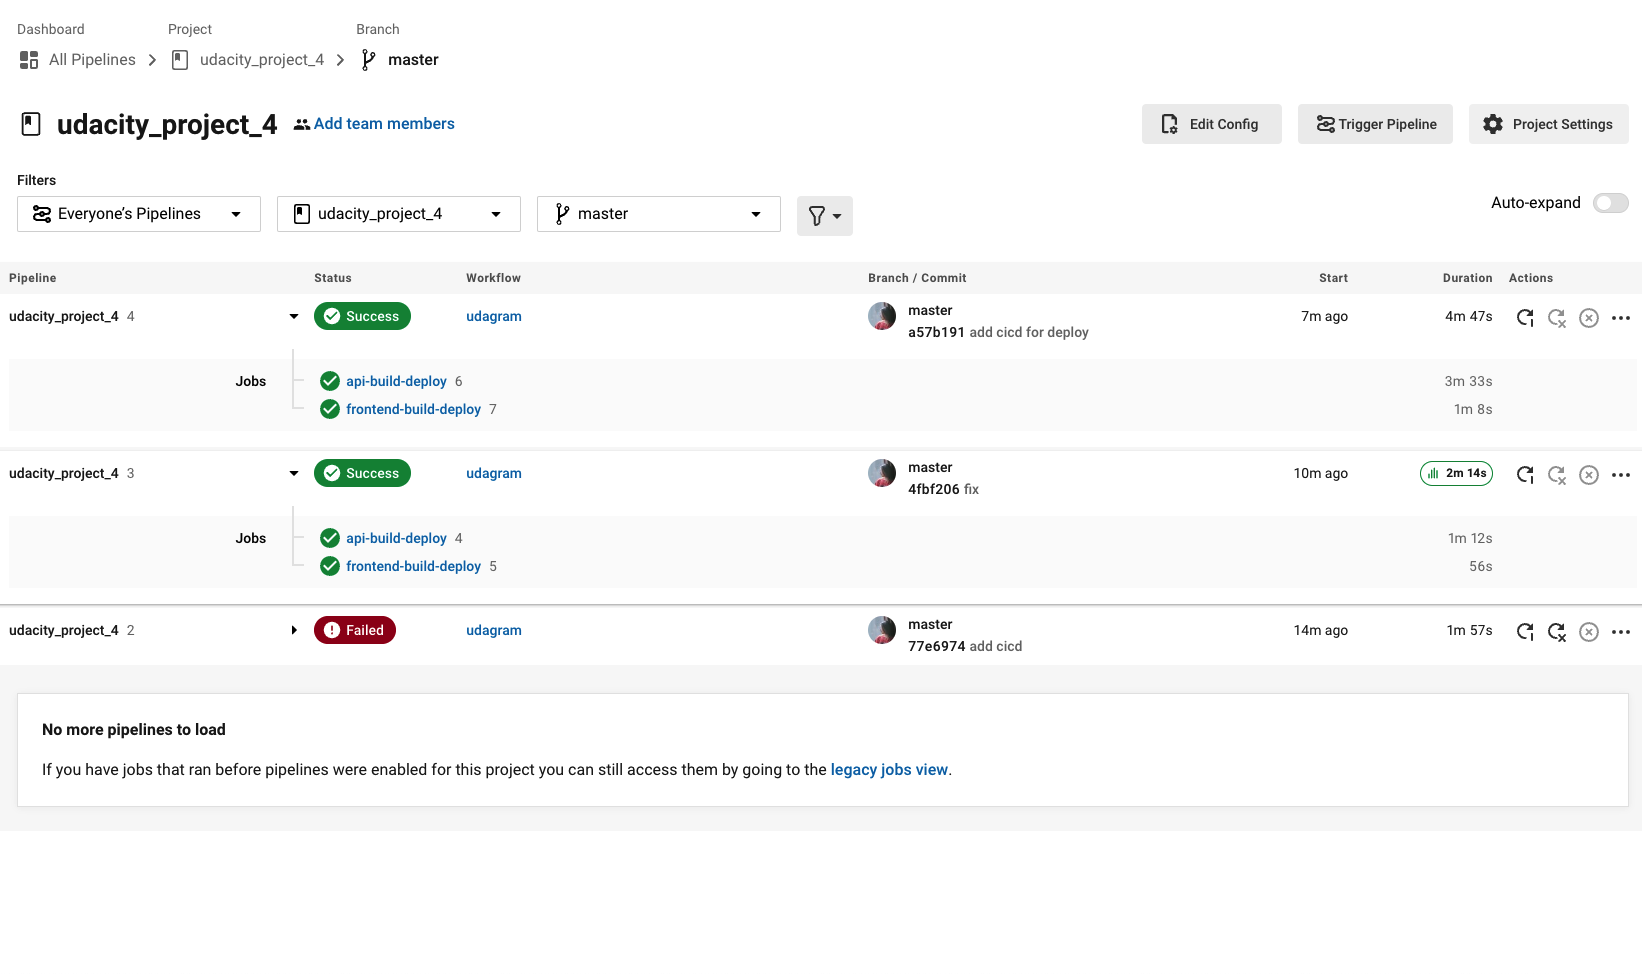 Dashboard Project Branch
All Pipelines udacity_project_4 master
udacity_project_4 Add team members Edit Config Trigger Pipeline Project Settings
Filters
Everyone’s Pipelines udacity_project_4 master Auto-expand
Pipeline Status Workflow Branch / Commit Start Duration Actions
udacity_project_4 4 Success udagram master 7m ago 4m 47s
a57b191 add cicd for deploy
Jobs api-build-deploy 6 3m 33s
frontend-build-deploy 7 1m 8s
udacity_project_4 3 Success udagram master 10m ago 2m 14s
4fbf206 fix
Jobs api-build-deploy 4 1m 12s
frontend-build-deploy 5 56s
udacity_project_4 2 Failed udagram master 14m ago 1m 57s
77e6974 add cicd
No more pipelines to load
If you have jobs that ran before pipelines were enabled for this project you can still access them by going to the legacy jobs view.